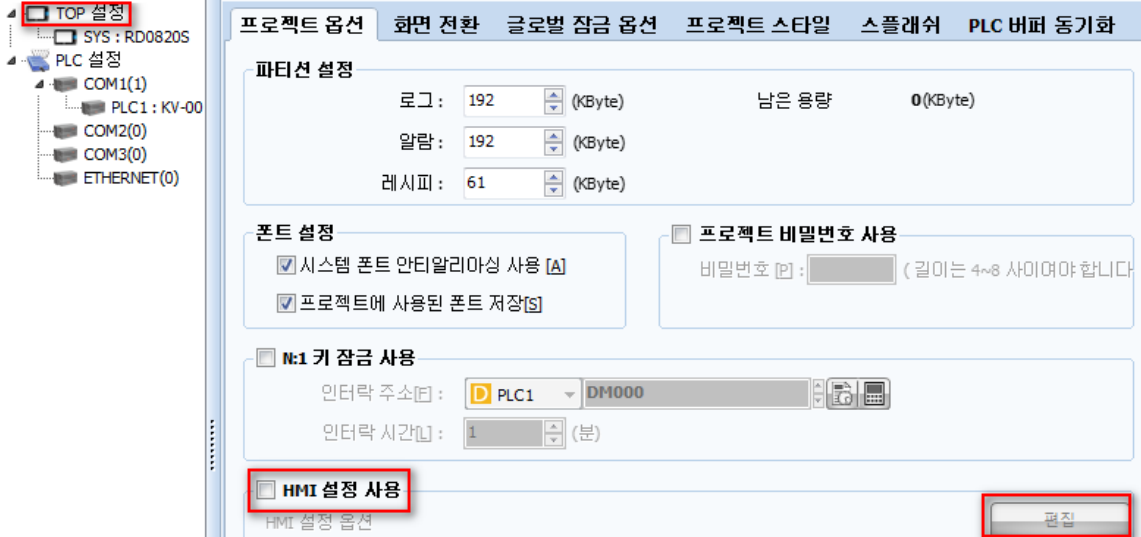 TOP 설정
SYS : RD0820S
PLC 설정
COM1(1)
PLC1 : KV-00
COM2(0)
COM3(0)
ETHERNET(0)
프로젝트 옵션 화면 전환 글로벌 잠금 옵션 프로젝트 스타일 스플래쉬 PLC 버퍼 동기화
파티션 설정
로그 : 192 (KByte) 남은 용량 0(KByte)
알람 : 192 (KByte)
레시피 : 61 (KByte)
폰트 설정
시스템 폰트 안티알리아싱 사용 [A]
프로젝트에 사용된 폰트 저장[S]
프로젝트 비밀번호 사용
비밀번호 [P] : ( 길이는 4~8 사이여야 합니다
N:1 키 잠금 사용
인터락 주소[F] : D PLC1 DM000
인터락 시간[L] : 1 (분)
HMI 설정 사용
HMI 설정 옵션 편집